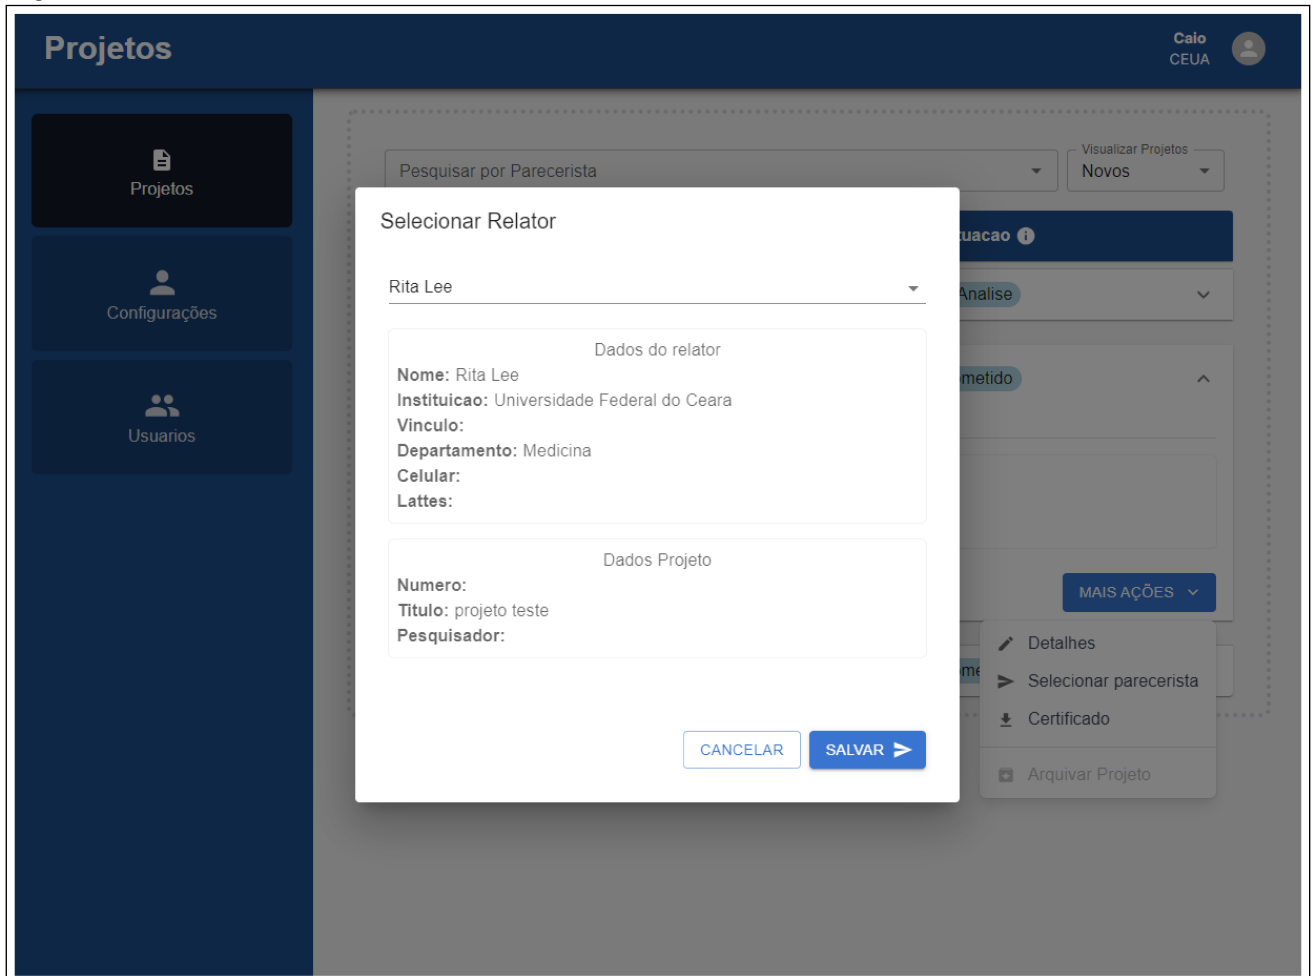 Projetos
Caio
CEUA
Projetos
Configurações
Usuarios
Pesquisar por Parecerista
Visualizar Projetos
Novos
Selecionar Relator
Rita Lee
Dados do relator
Nome: Rita Lee
Instituicao: Universidade Federal do Ceara
Vinculo:
Departamento: Medicina
Celular:
Lattes:
Dados Projeto
Numero:
Titulo: projeto teste
Pesquisador:
CANCELAR
SALVAR
tuacao
Analise
metido
MAIS AÇÕES
Detalhes
Selecionar parecerista
Certificado
Arquivar Projeto